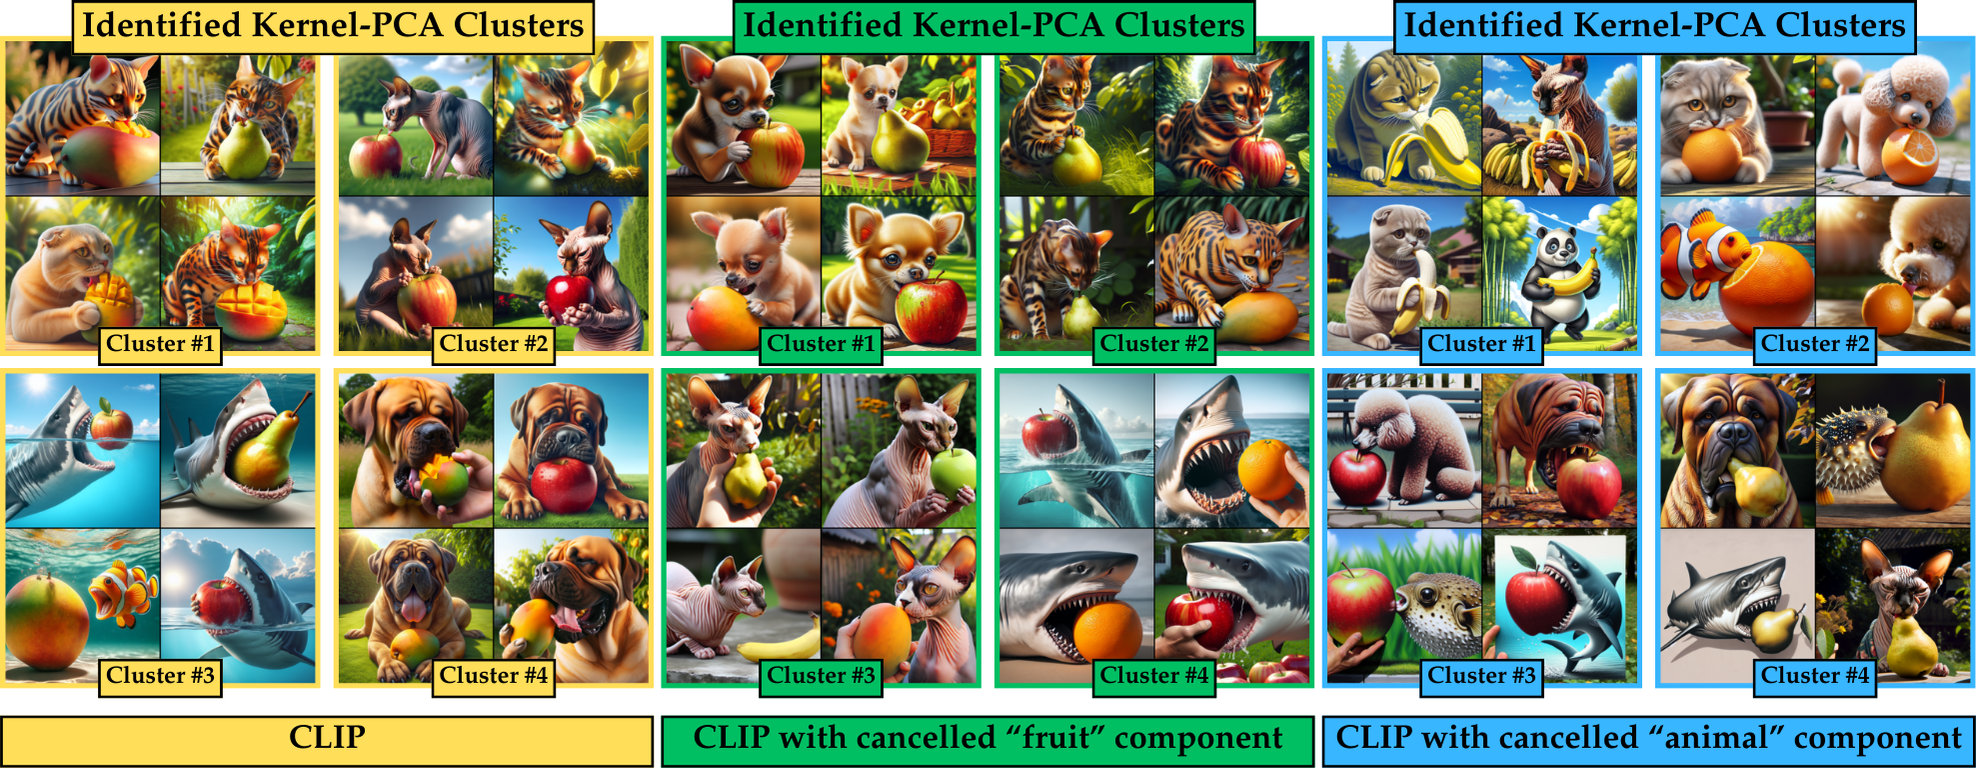 Identified Kernel-PCA Clusters
Identified Kernel-PCA Clusters
Identified Kernel-PCA Clusters
Cluster #1
Cluster #2
Cluster #1
Cluster #2
Cluster #1
Cluster #2
Cluster #3
Cluster #4
Cluster #3
Cluster #4
Cluster #3
Cluster #4
CLIP
CLIP with cancelled “fruit” component
CLIP with cancelled “animal” component